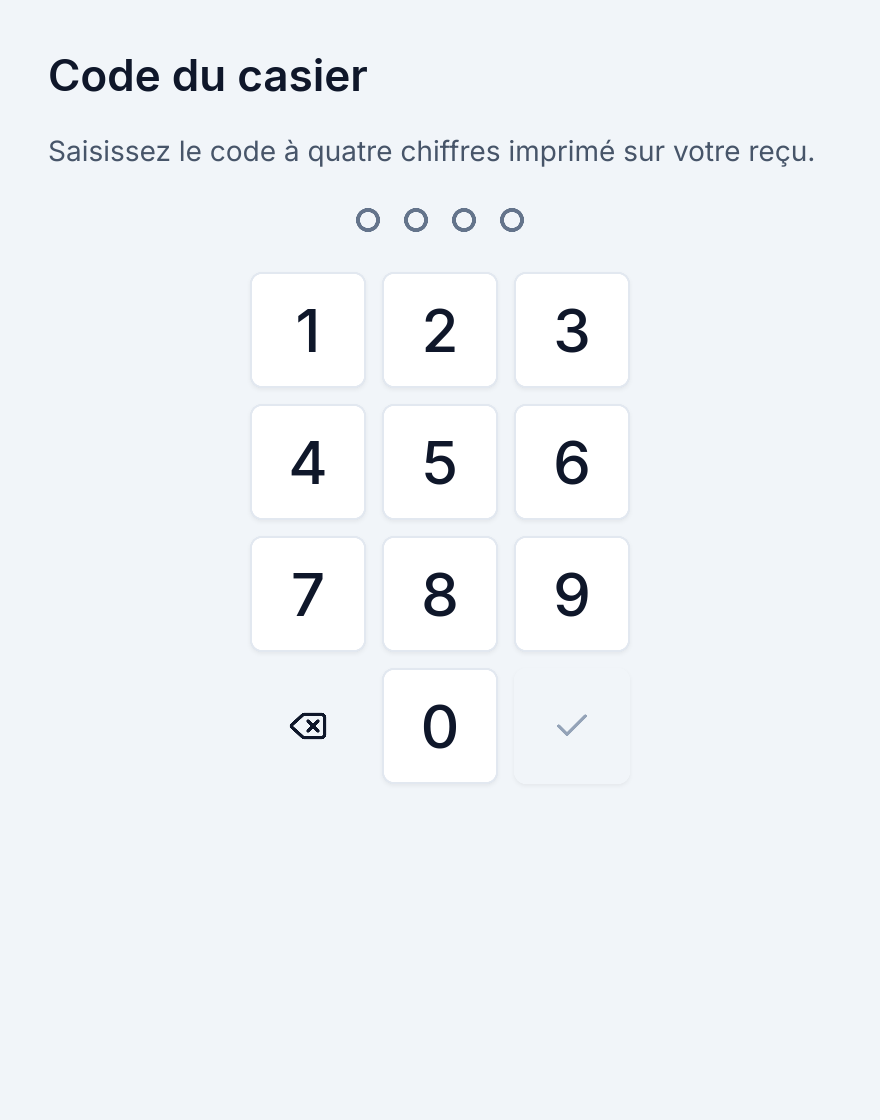 Code du casier
Saisissez le code à quatre chiffres imprimé sur votre reçu.
1 2 3
4 5 6
7 8 9
0